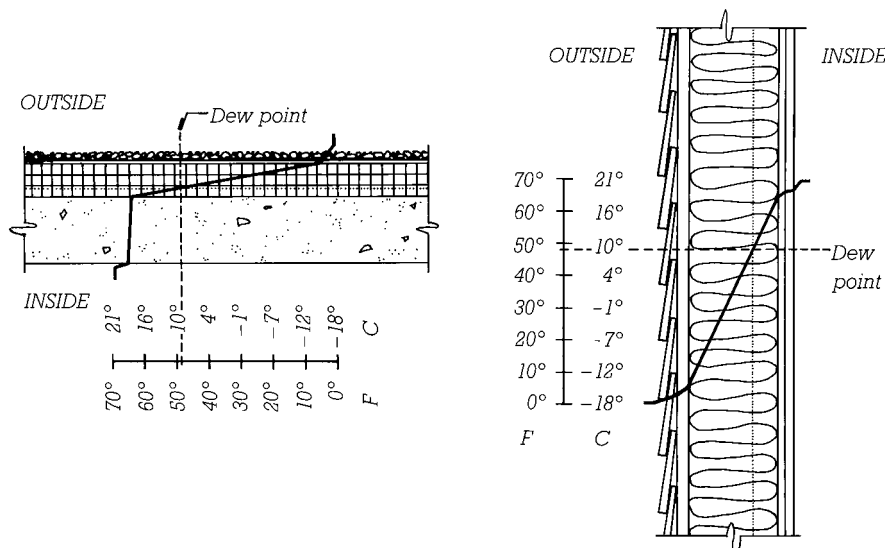 OUTSIDE
Dew point
INSIDE
21° 16° 10° 4° -1° -7° -12° -18° C
70° 60° 50° 40° 30° 20° 10° 0° F
OUTSIDE
INSIDE
70° 21°
60° 16°
50° 10°
40° 4°
30° -1°
20° -7°
10° -12°
0° -18°
F C
Dew
point